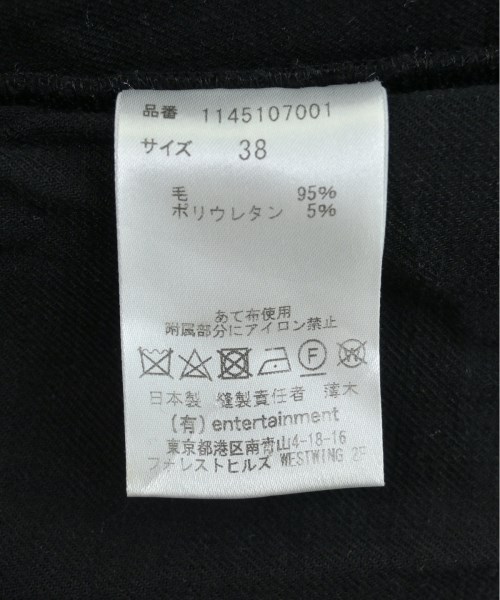 品番 1145107001
サイズ 38
毛 95%
ポリウレタン 5%
あて布使用
附属部分にアイロン禁止
F W
日本製 縫製責任者 薄木
(有) entertainment
東京都港区南青山4-18-16
フォレストヒルズ WESTWING 2F